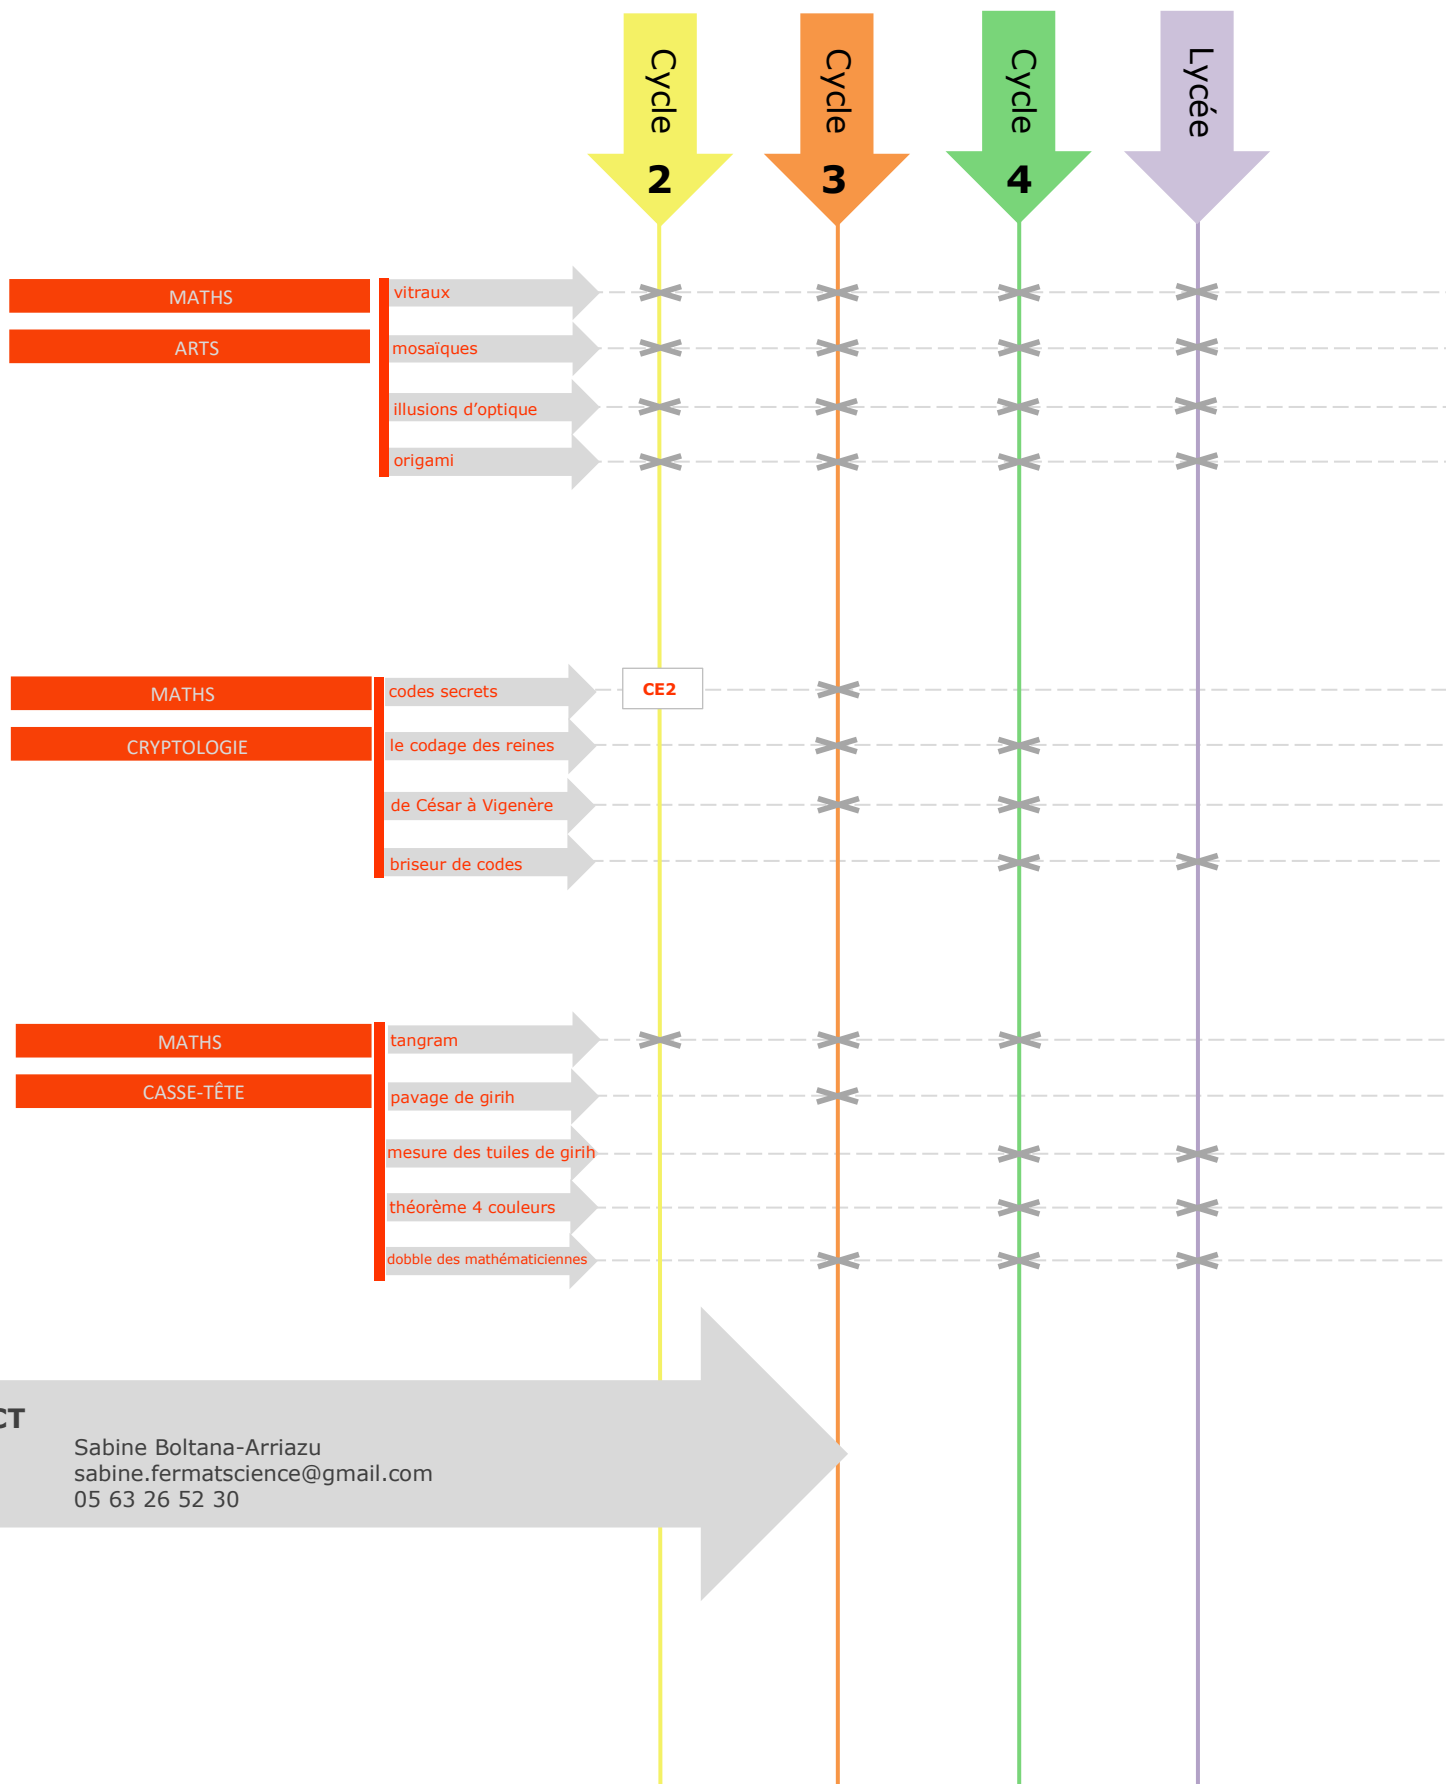 Cycle 2
Cycle 3
Cycle 4
Lycée
MATHS
ARTS
vitraux
mosaïques
illusions d'optique
origami
MATHS
CRYPTOLOGIE
codes secrets
CE2
le codage des reines
de César à Vigenère
briseur de codes
MATHS
CASSE-TÊTE
tangram
pavage de girih
mesure des tuiles de girih
théorème 4 couleurs
dobble des mathématiciennes
CT
Sabine Boltana-Arriazu
sabine.fermatscience@gmail.com
05 63 26 52 30